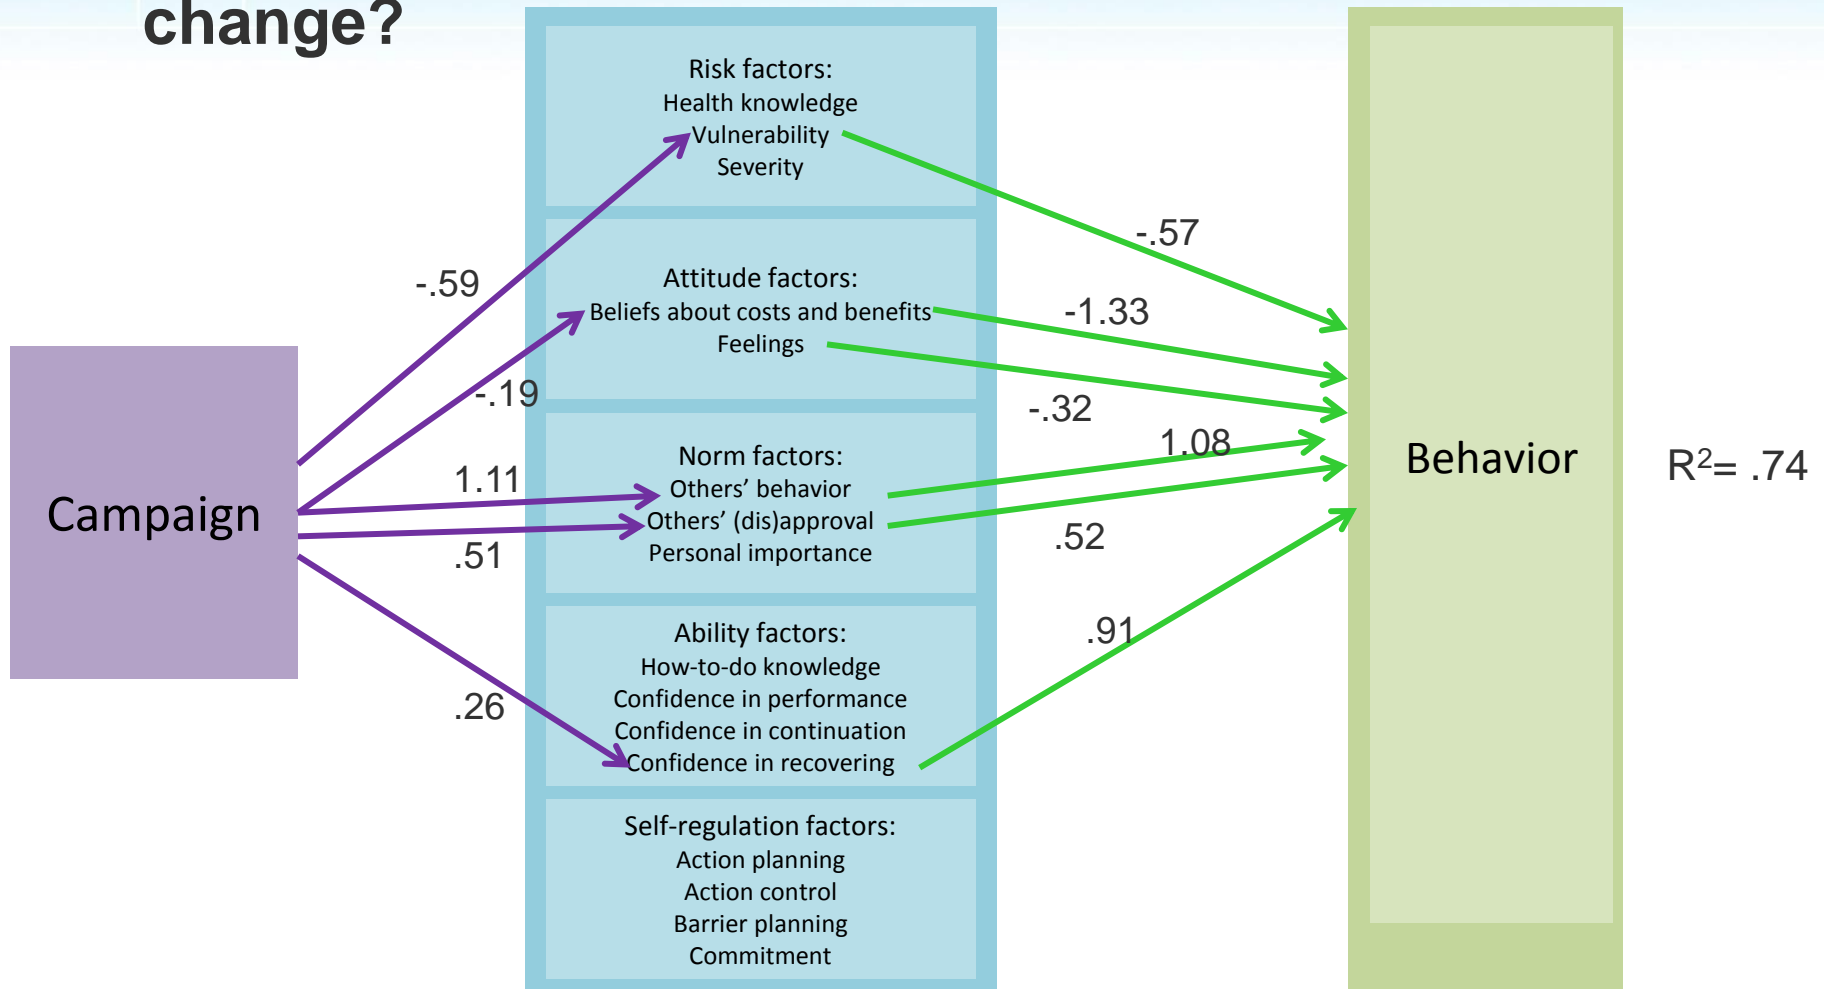 change?
Risk factors:
Health knowledge
Vulnerability
Severity
-.57
-.59
Attitude factors:
Beliefs about costs and benefits
Feelings
-1.33
-.19
-.32
Norm factors:
Others’ behavior
Others’ (dis)approval
Personal importance
1.08
1.11
.51
.52
Campaign
Behavior
R²= .74
Ability factors:
How-to-do knowledge
Confidence in performance
Confidence in continuation
Confidence in recovering
.91
.26
Self-regulation factors:
Action planning
Action control
Barrier planning
Commitment